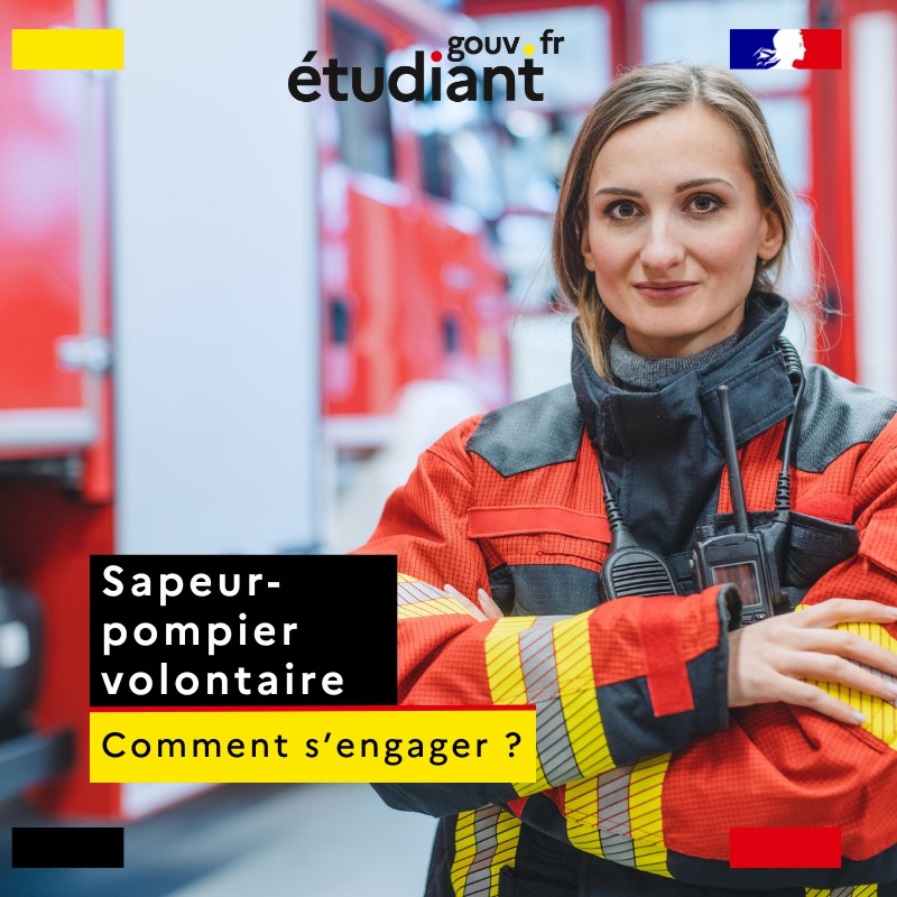 gouv.fr
étudiant
Sapeur-
pompier
volontaire
Comment s'engager ?